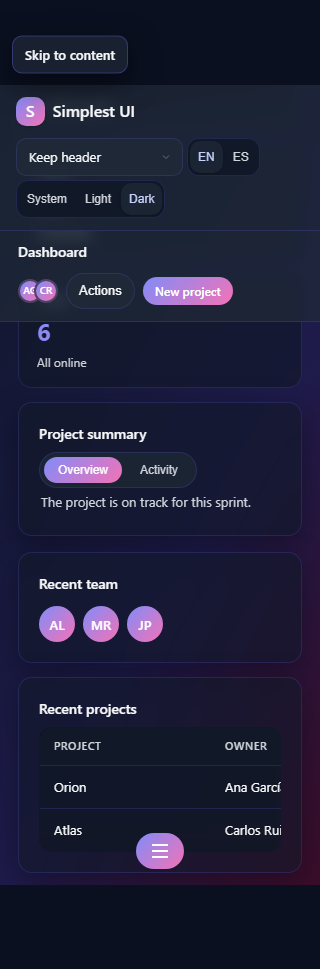 Skip to content
S Simplest UI
Keep header EN ES
System Light Dark
Dashboard
CR Actions New project
6
All online
Project summary
Overview Activity
The project is on track for this sprint.
Recent team
AL MR JP
Recent projects
PROJECT OWNER
Orion Ana
Atlas Carlos